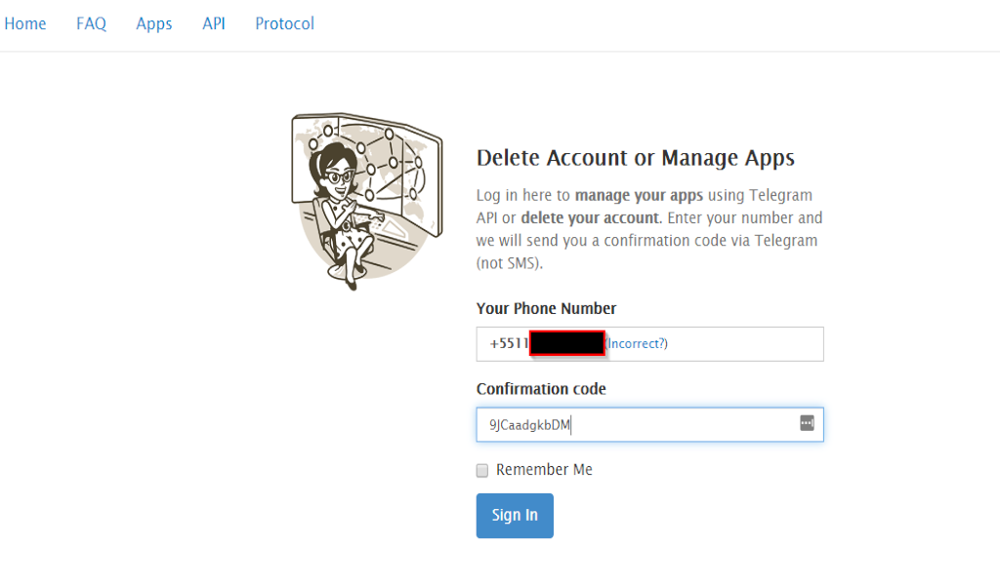 Home FAQ Apps API Protocol
Delete Account or Manage Apps
Log in here to manage your apps using Telegram
API or delete your account. Enter your number and
we will send you a confirmation code via Telegram
(not SMS).
Your Phone Number
+5511 (Incorrect?)
Confirmation code
9JCaadgkbDM
Remember Me
Sign In